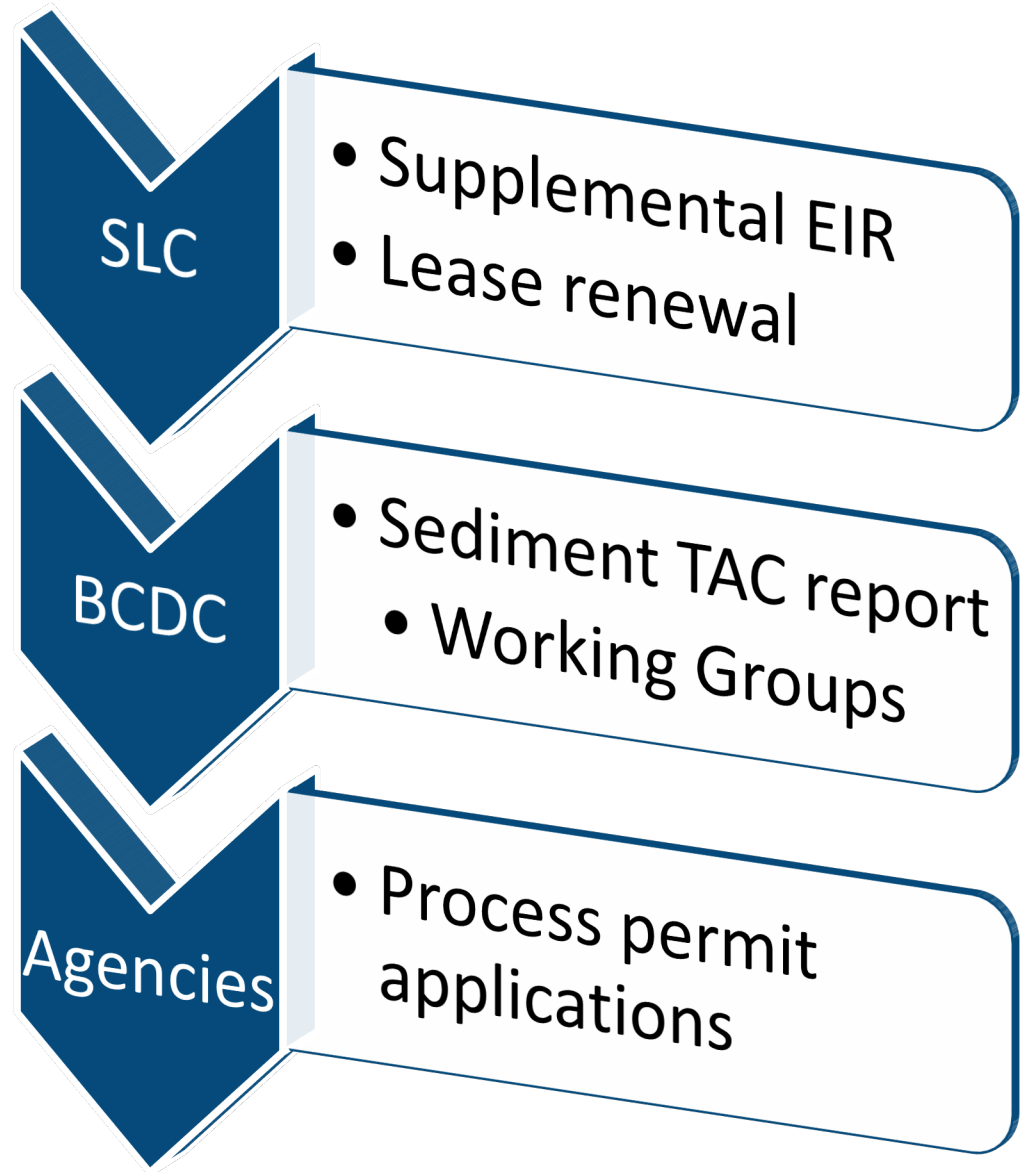 SLC
• Supplemental EIR
• Lease renewal
BCDC
• Sediment TAC report
• Working Groups
Agencies
• Process permit
applications